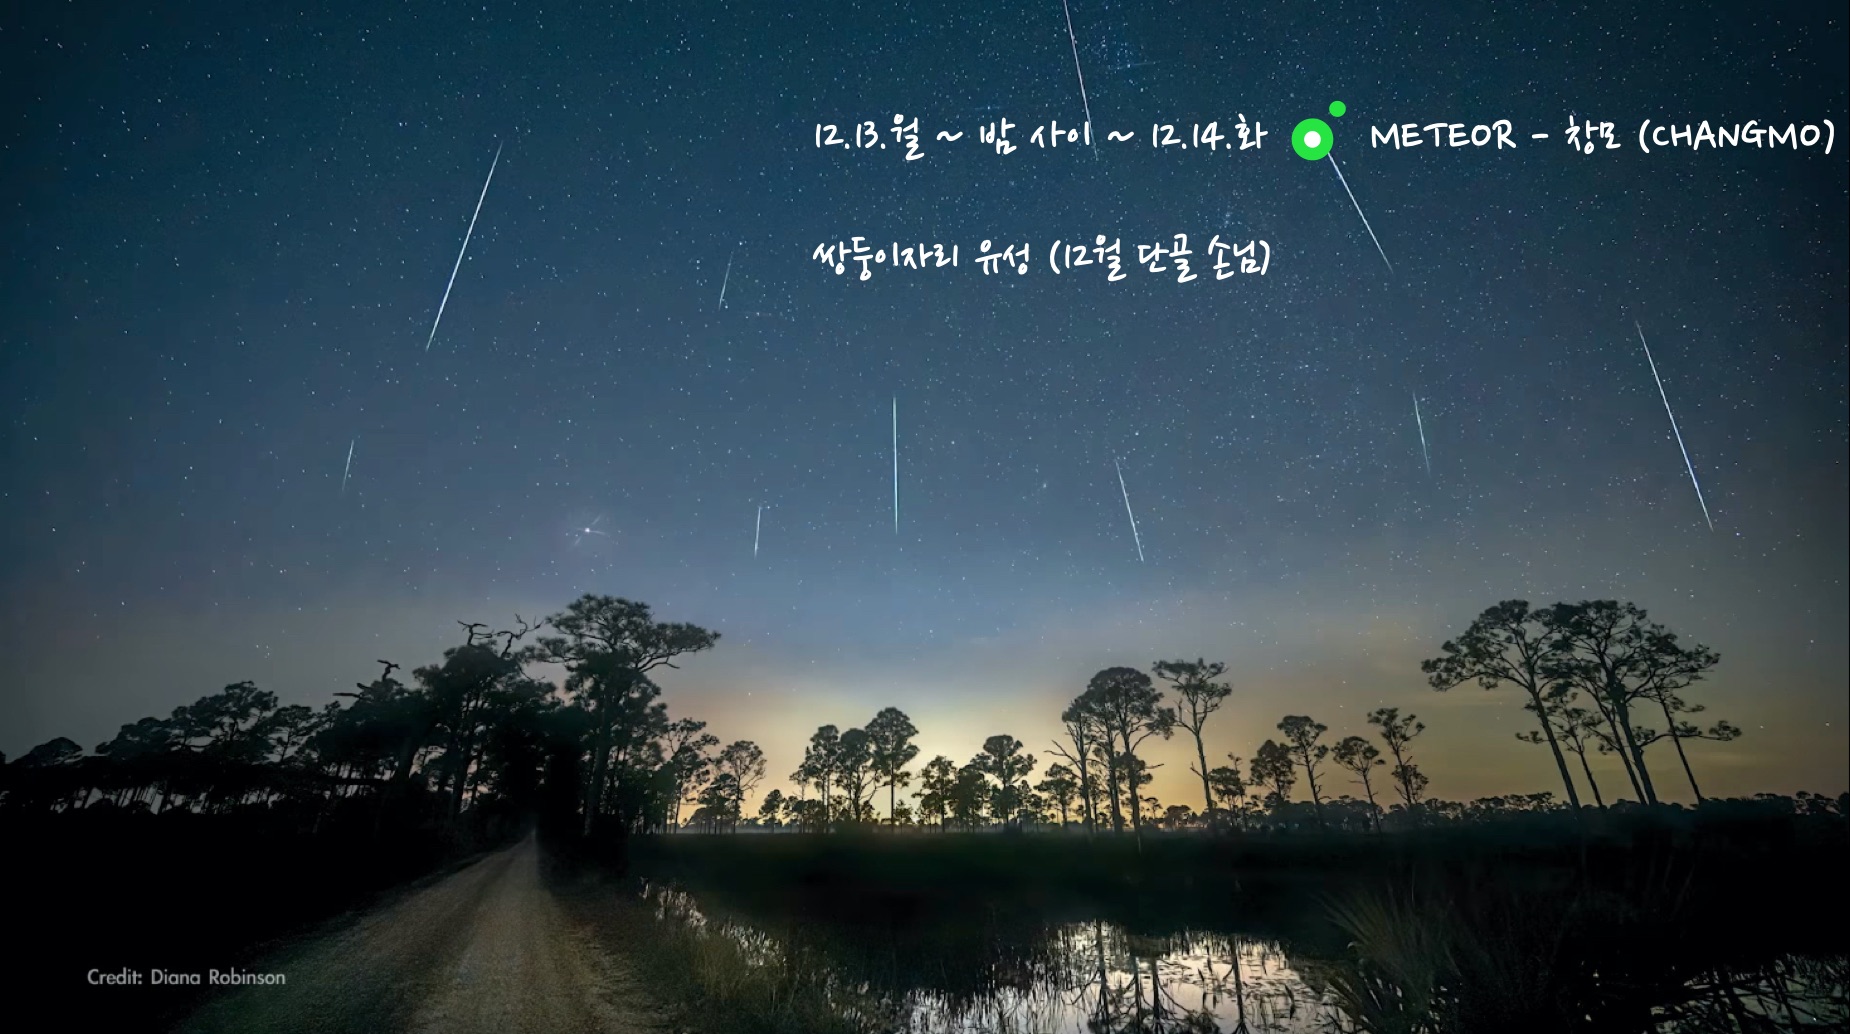 12.13.월 ~ 밤 사이 ~ 12.14.화 METEOR - 창모 (CHANGMO)
쌍둥이자리 유성 (12월 단골 손님)
Credit: Diana Robinson